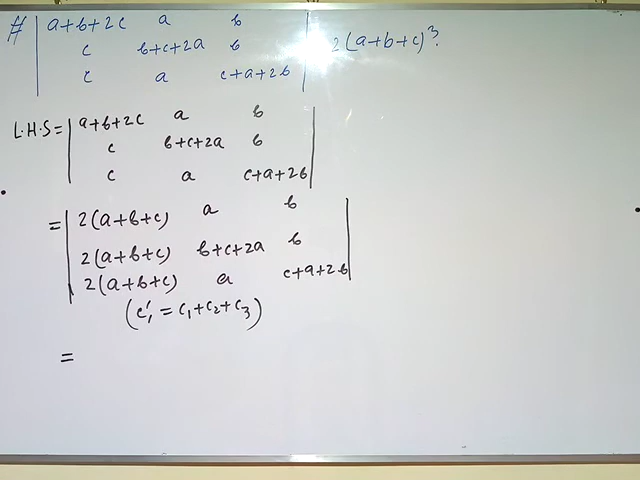 # | a+b+2c a b | 2(a+b+c)³.
| c b+c+2a b |
| c a c+a+2b |
L.H.S = | a+b+2c a b |
| c b+c+2a b |
| c a c+a+2b |
= | 2(a+b+c) a b |
| 2(a+b+c) b+c+2a b |
| 2(a+b+c) a c+a+2b |
(c₁' = c₁+c₂+c₃)
=